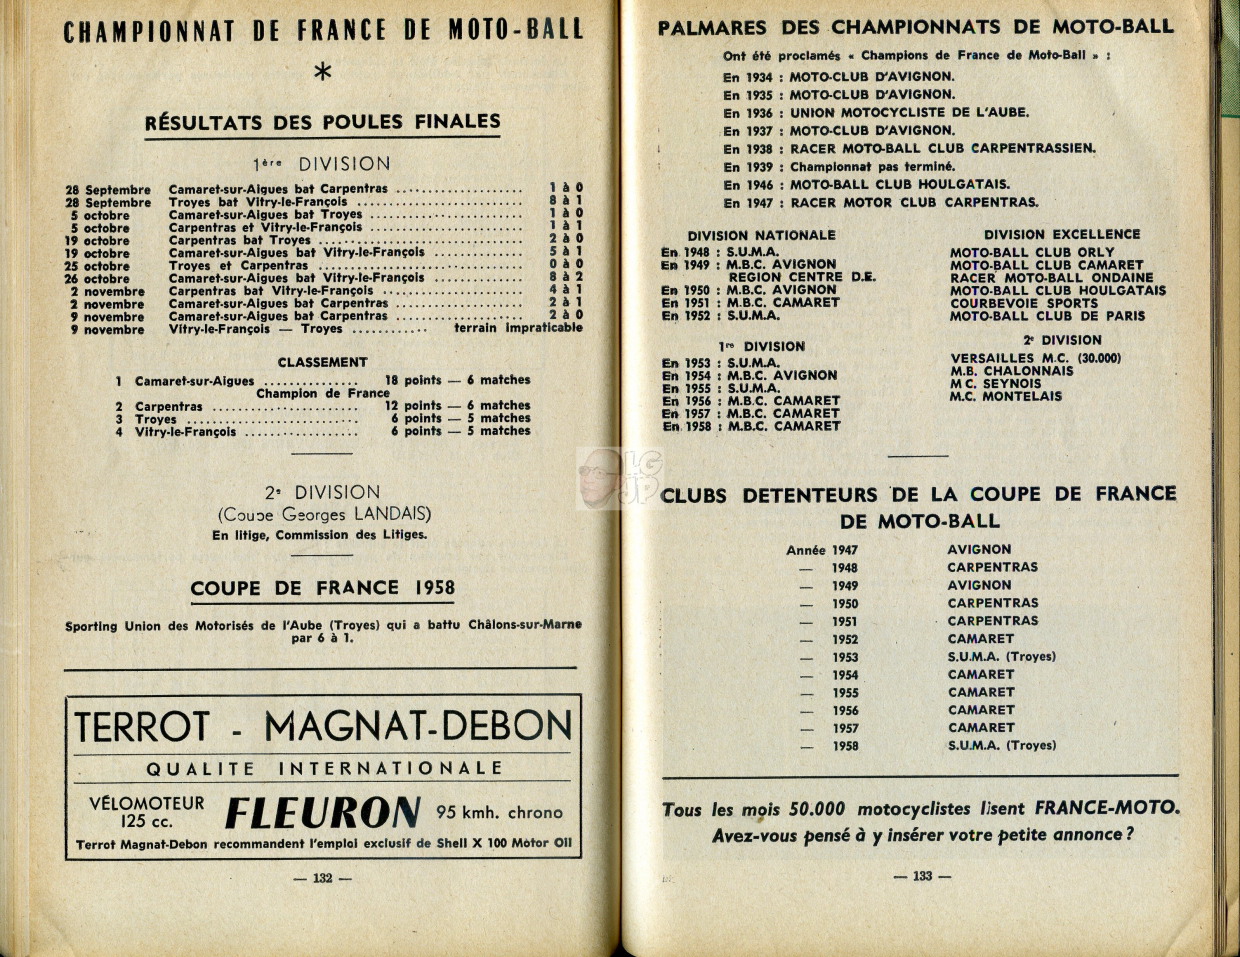 CHAMPIONNAT DE FRANCE DE MOTO-BALL
*
RÉSULTATS DES POULES FINALES
1ère DIVISION
28 Septembre Camaret-sur-Aigues bat Carpentras .................... 1 à 0
28 Septembre Troyes bat Vitry-le-François .................... 8 à 1
5 octobre Camaret-sur-Aigues bat Troyes .................... 1 à 0
5 octobre Carpentras et Vitry-le-François .................... 1 à 1
19 octobre Carpentras bat Troyes .................... 2 à 0
19 octobre Camaret-sur-Aigues bat Vitry-le-François ............ 5 à 1
25 octobre Troyes et Carpentras .................... 0 à 0
26 octobre Camaret-sur-Aigues bat Vitry-le-François ............ 8 à 2
2 novembre Carpentras bat Vitry-le-François .................... 4 à 1
2 novembre Camaret-sur-Aigues bat Carpentras .................... 2 à 1
9 novembre Camaret-sur-Aigues bat Carpentras .................... 2 à 0
9 novembre Vitry-le-François — Troyes ........... terrain impraticable
CLASSEMENT
1 Camaret-sur-Aigues .............. 18 points — 6 matches
Champion de France
2 Carpentras ...................... 12 points — 6 matches
3 Troyes .......................... 6 points — 5 matches
4 Vitry-le-François ................. 6 points — 5 matches
2e DIVISION
(Coupe Georges LANDAIS)
En litige, Commission des Litiges.
COUPE DE FRANCE 1958
Sporting Union des Motorisés de l'Aube (Troyes) qui a battu Châlons-sur-Marne
par 6 à 1.
TERROT - MAGNAT-DEBON
QUALITE INTERNATIONALE
VÉLOMOTEUR
125 cc.
FLEURON 95 kmh. chrono
Terrot Magnat-Debon recommandent l'emploi exclusif de Shell X 100 Motor Oil
— 132 —
PALMARES DES CHAMPIONNATS DE MOTO-BALL
Ont été proclamés « Champions de France de Moto-Ball » :
En 1934 : MOTO-CLUB D'AVIGNON.
En 1935 : MOTO-CLUB D'AVIGNON.
En 1936 : UNION MOTOCYCLISTE DE L'AUBE.
En 1937 : MOTO-CLUB D'AVIGNON.
En 1938 : RACER MOTO-BALL CLUB CARPENTRASSIEN.
En 1939 : Championnat pas terminé.
En 1946 : MOTO-BALL CLUB HOULGATAIS.
En 1947 : RACER MOTOR CLUB CARPENTRAS.
DIVISION NATIONALE
En 1948 : S.U.M.A.
En 1949 : M.B.C. AVIGNON
REGION CENTRE D.E.
En 1950 : M.B.C. AVIGNON
En 1951 : M.B.C. CAMARET
En 1952 : S.U.M.A.
1re DIVISION
En 1953 : S.U.M.A.
En 1954 : M.B.C. AVIGNON
En 1955 : S.U.M.A.
En 1956 : M.B.C. CAMARET
En 1957 : M.B.C. CAMARET
En 1958 : M.B.C. CAMARET
DIVISION EXCELLENCE
MOTO-BALL CLUB ORLY
MOTO-BALL CLUB CAMARET
RACER MOTO-BALL ONDAINE
MOTO-BALL CLUB HOULGATAIS
COURBEVOIE SPORTS
MOTO-BALL CLUB DE PARIS
2e DIVISION
VERSAILLES M.C. (30.000)
M.B. CHALONNAIS
M C. SEYNOIS
M.C. MONTELAIS
LG
JP
CLUBS DETENTEURS DE LA COUPE DE FRANCE
DE MOTO-BALL
Année 1947 AVIGNON
— 1948 CARPENTRAS
— 1949 AVIGNON
— 1950 CARPENTRAS
— 1951 CARPENTRAS
— 1952 CAMARET
— 1953 S.U.M.A. (Troyes)
— 1954 CAMARET
— 1955 CAMARET
— 1956 CAMARET
— 1957 CAMARET
— 1958 S.U.M.A. (Troyes)
Tous les mois 50.000 motocyclistes lisent FRANCE-MOTO.
Avez-vous pensé à y insérer votre petite annonce ?
— 133 —